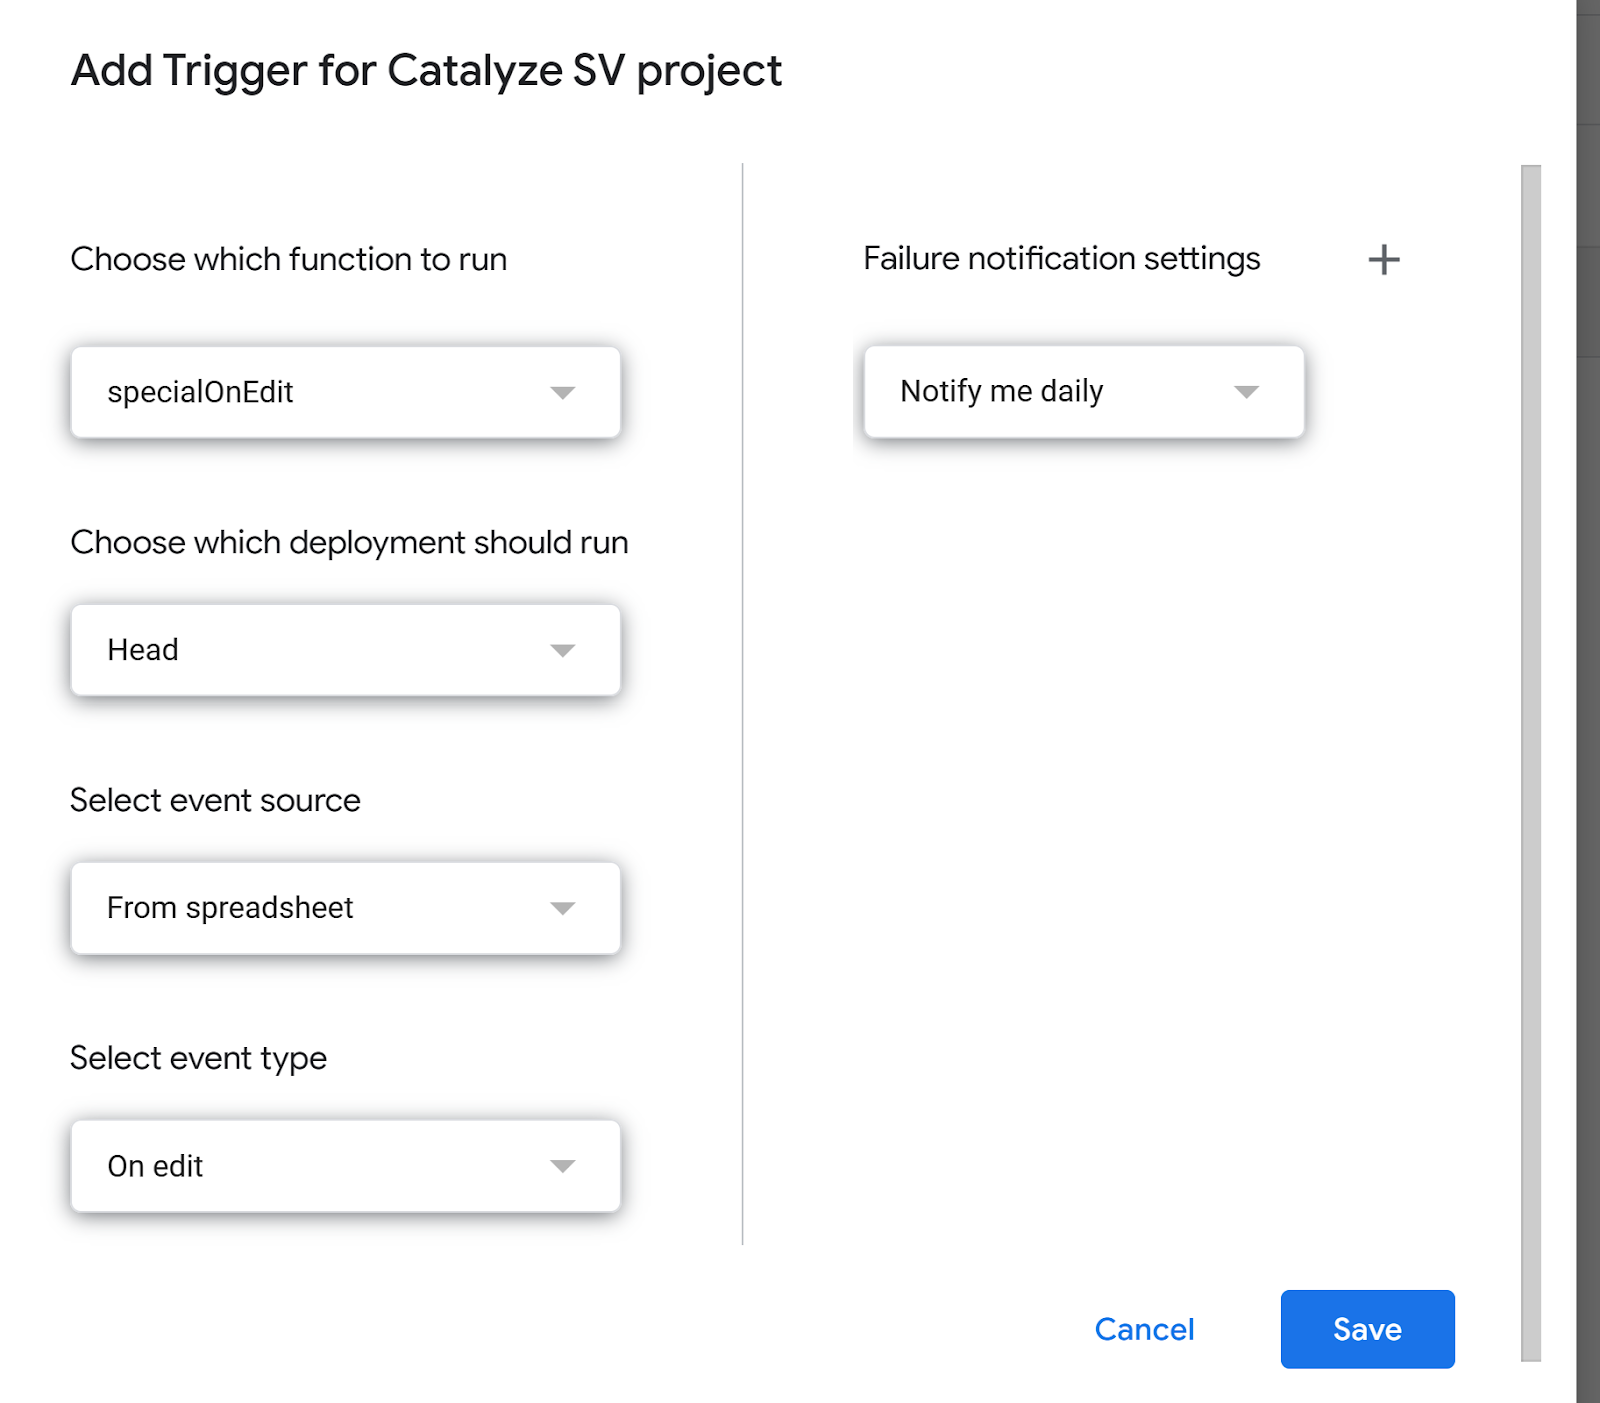 Add Trigger for Catalyze SV project
Choose which function to run
specialOnEdit
Choose which deployment should run
Head
Select event source
From spreadsheet
Select event type
On edit
Failure notification settings
Notify me daily
Cancel
Save